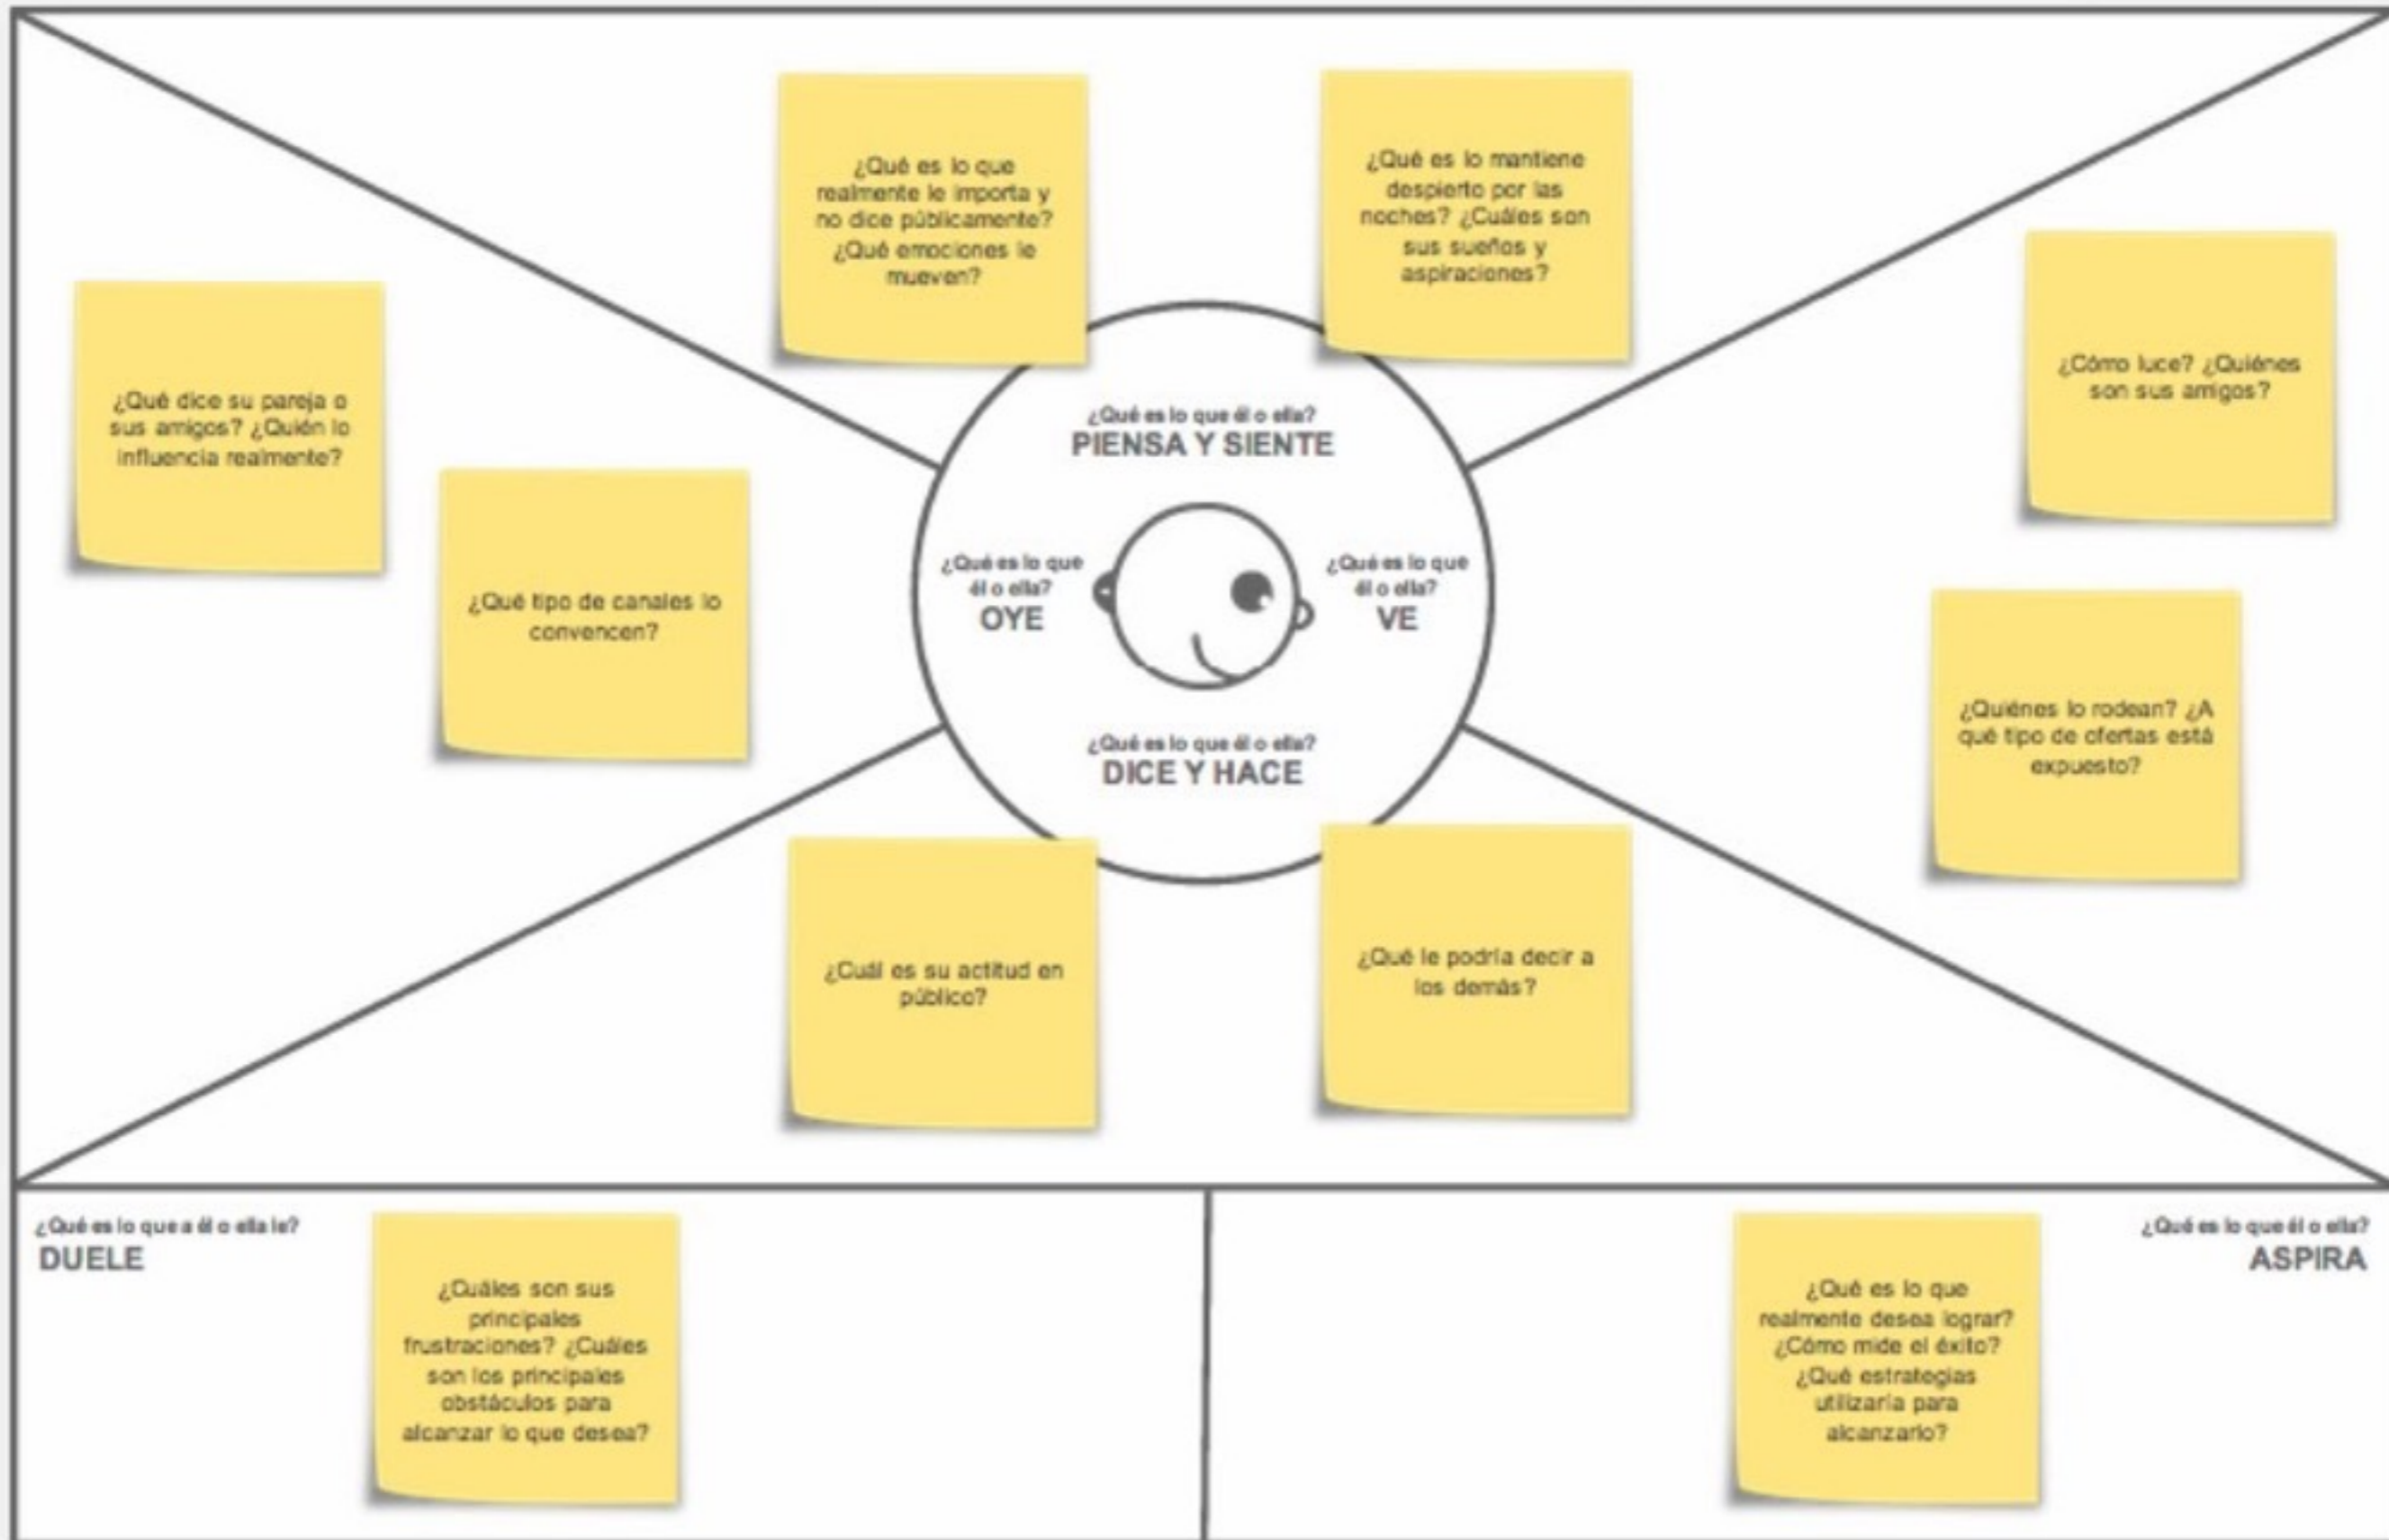 ¿Qué es lo que
realmente le importa y
no dice públicamente?
¿Qué emociones le
mueven?
¿Qué es lo mantiene
despierto por las
noches? ¿Cuáles son
sus sueños y
aspiraciones?
¿Qué dice su pareja o
sus amigos? ¿Quién lo
influencia realmente?
¿Qué tipo de canales lo
convencen?
¿Qué es lo que él o ella?
PIENSA Y SIENTE
¿Qué es lo que
él o ella?
OYE
¿Qué es lo que
él o ella?
VE
¿Qué es lo que él o ella?
DICE Y HACE
¿Cómo luce? ¿Quiénes
son sus amigos?
¿Quiénes lo rodean? ¿A
qué tipo de ofertas está
expuesto?
¿Cuál es su actitud en
público?
¿Qué le podría decir a
los demás?
¿Qué es lo que a él o ella le?
DUELE
¿Cuáles son sus
principales
frustraciones? ¿Cuáles
son los principales
obstáculos para
alcanzar lo que desea?
¿Qué es lo que
realmente desea lograr?
¿Cómo mide el éxito?
¿Qué estrategias
utilizaría para
alcanzarlo?
¿Qué es lo que él o ella?
ASPIRA